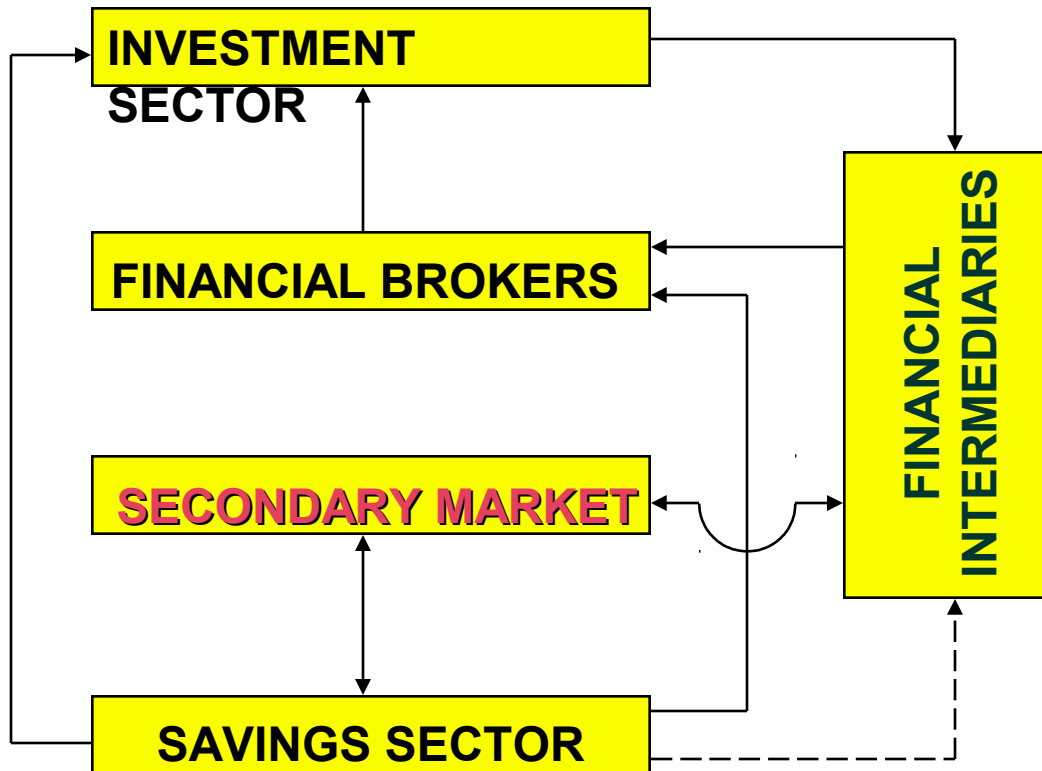 INVESTMENT
SECTOR
FINANCIAL BROKERS
SECONDARY MARKET
SAVINGS SECTOR
FINANCIAL
INTERMEDIARIES